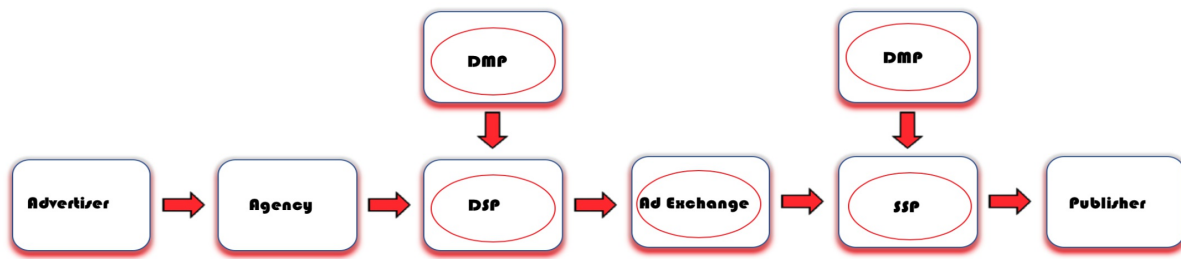 DMP
DMP
Advertiser
Agency
DSP
Ad Exchange
SSP
Publisher